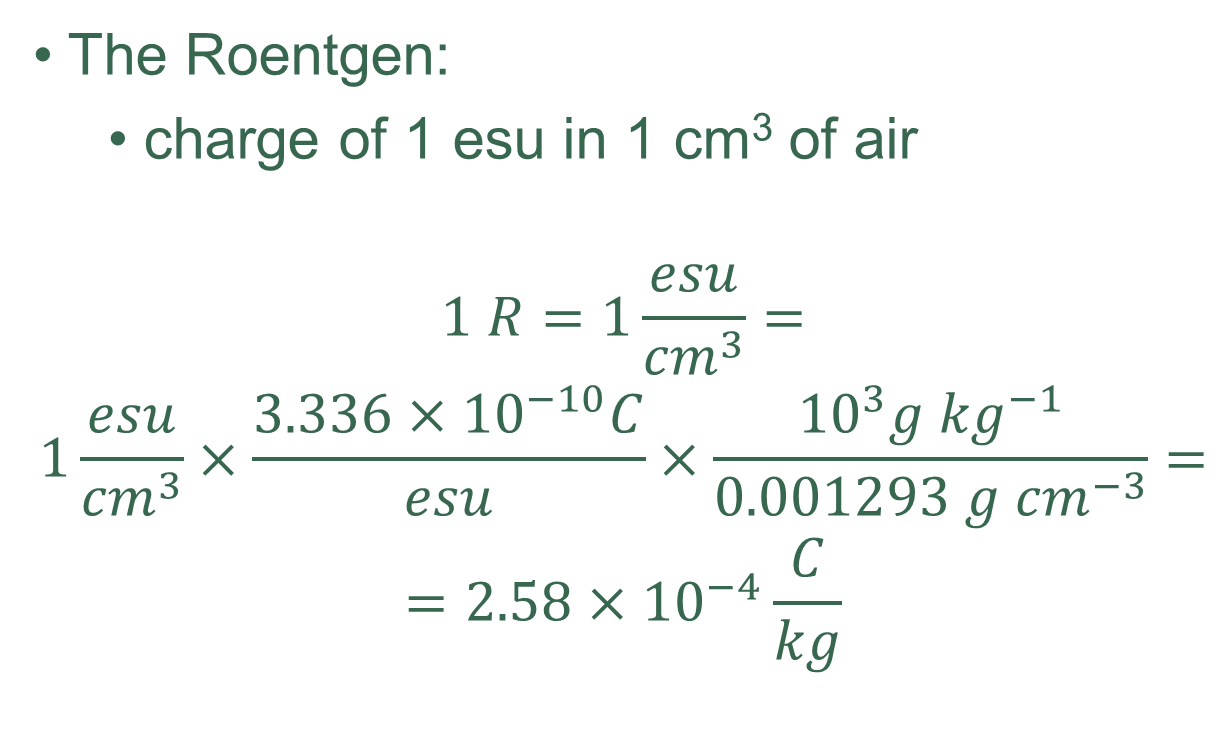 • The Roentgen:
• charge of 1 esu in 1 cm³ of air
1 R = 1 esu/cm³ =
1 esu/cm³ × 3.336 × 10⁻¹⁰ C/esu × 10³ g kg⁻¹/0.001293 g cm⁻³ =
= 2.58 × 10⁻⁴ C/kg